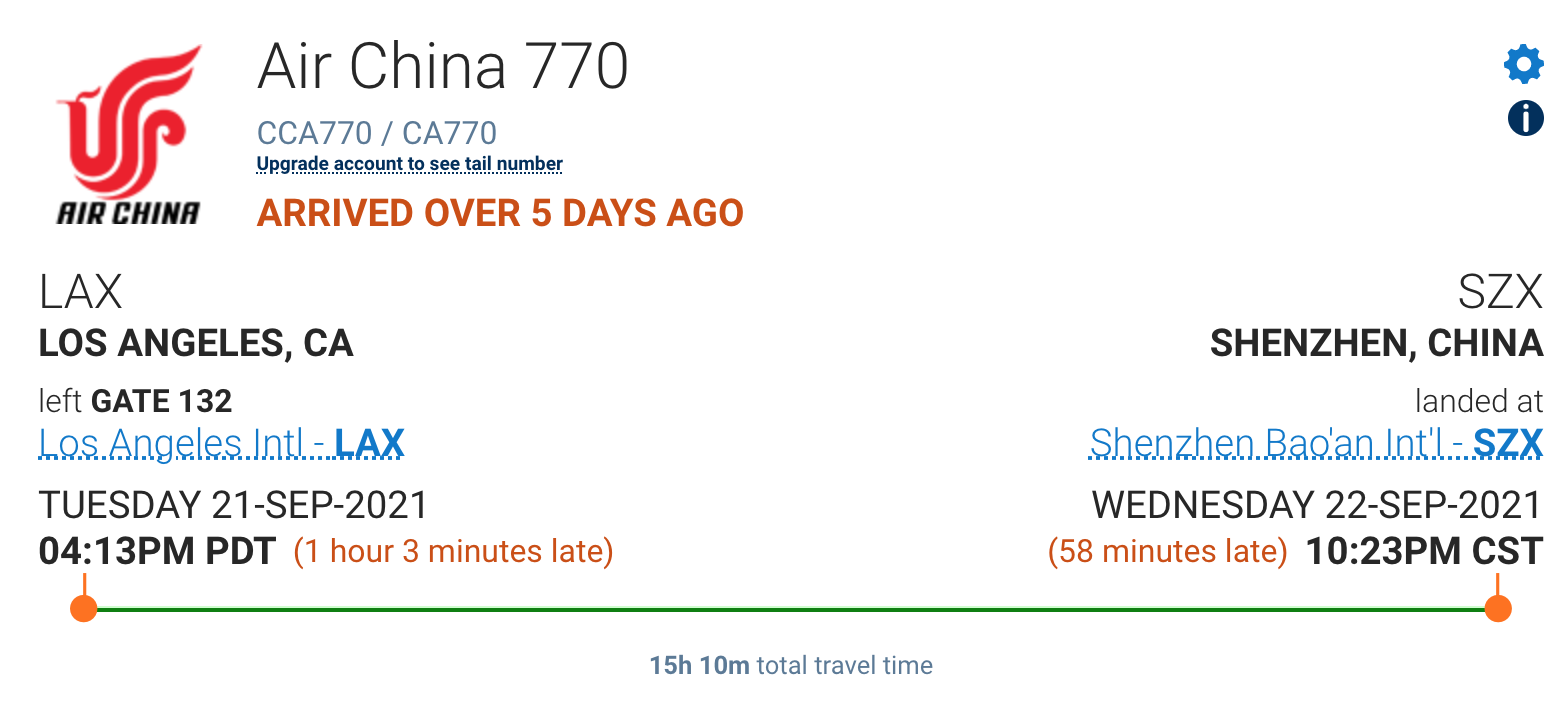 Air China 770
CCA770 / CA770
Upgrade account to see tail number
AIR CHINA
ARRIVED OVER 5 DAYS AGO
LAX
LOS ANGELES, CA
left GATE 132
Los Angeles Intl - LAX
TUESDAY 21-SEP-2021
04:13PM PDT (1 hour 3 minutes late)
SZX
SHENZHEN, CHINA
landed at
Shenzhen Bao'an Int'l - SZX
WEDNESDAY 22-SEP-2021
(58 minutes late) 10:23PM CST
15h 10m total travel time